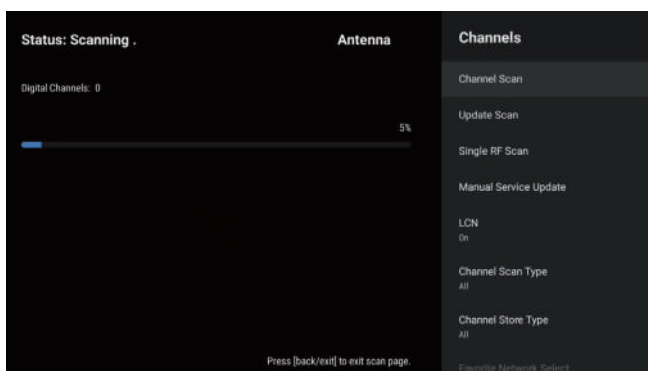 Status: Scanning .
Antenna
Digital Channels: 0
5%
Press [back/exit] to exit scan page.
Channels
Channel Scan
Update Scan
Single RF Scan
Manual Service Update
LCN
On
Channel Scan Type
All
Channel Store Type
All
Favorite Network Select